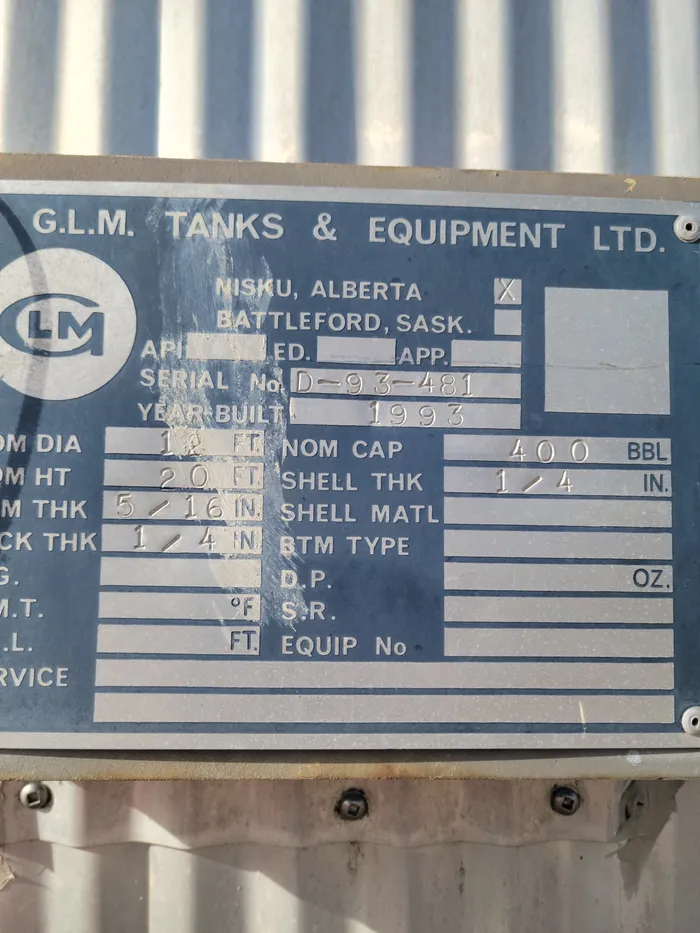 G.L.M. TANKS & EQUIPMENT LTD.
GLM
NISKU, ALBERTA X
BATTLEFORD, SASK.
API ED. APP.
SERIAL No. D-93-481
YEAR BUILT 1993
OM DIA 12 FT. NOM CAP 400 BBL
OM HT 20 FT. SHELL THK 1/4 IN.
M THK 5/16 IN. SHELL MATL
CK THK 1/4 IN. BTM TYPE
G. D.P. OZ.
M.T. °F S.R.
.L. FT. EQUIP No
RVICE